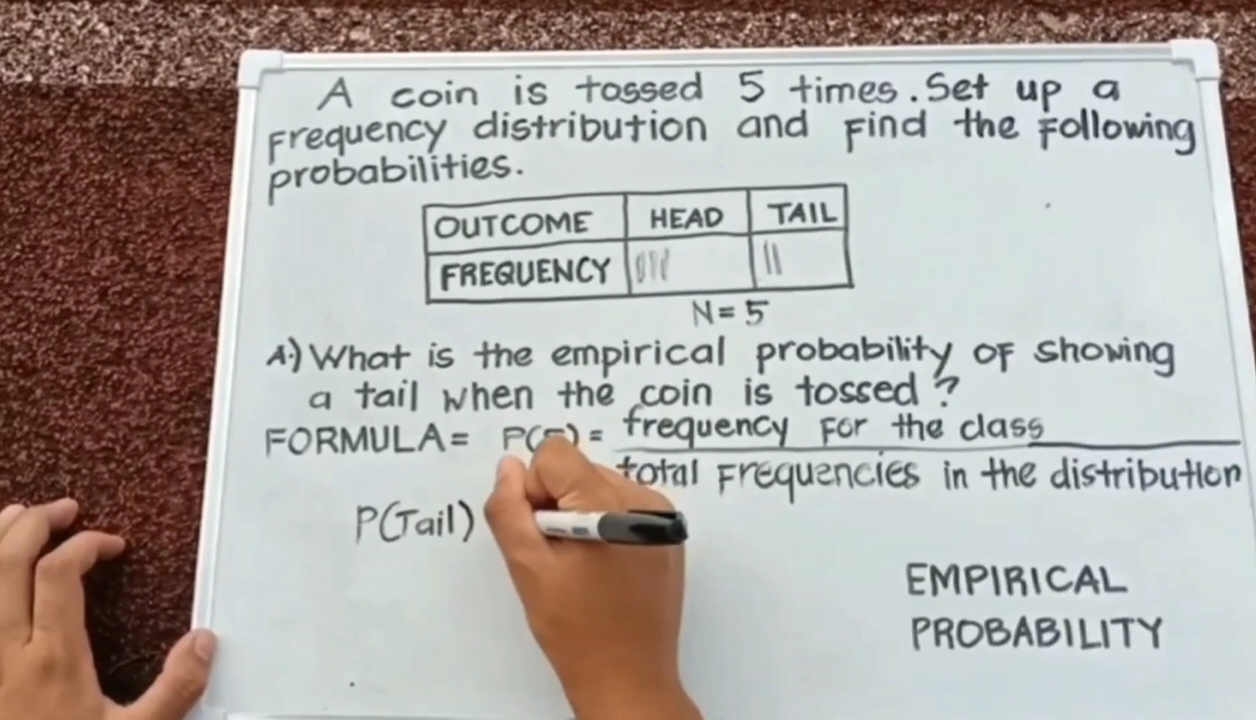 A coin is tossed 5 times. Set up a
Frequency distribution and Find the Following
probabilities.
OUTCOME HEAD TAIL
FREQUENCY ||| ||
N = 5
A.) What is the empirical probability of showing
a tail when the coin is tossed?
FORMULA = P(E) = frequency For the class
total Frequencies in the distribution
P(Tail)
EMPIRICAL
PROBABILITY